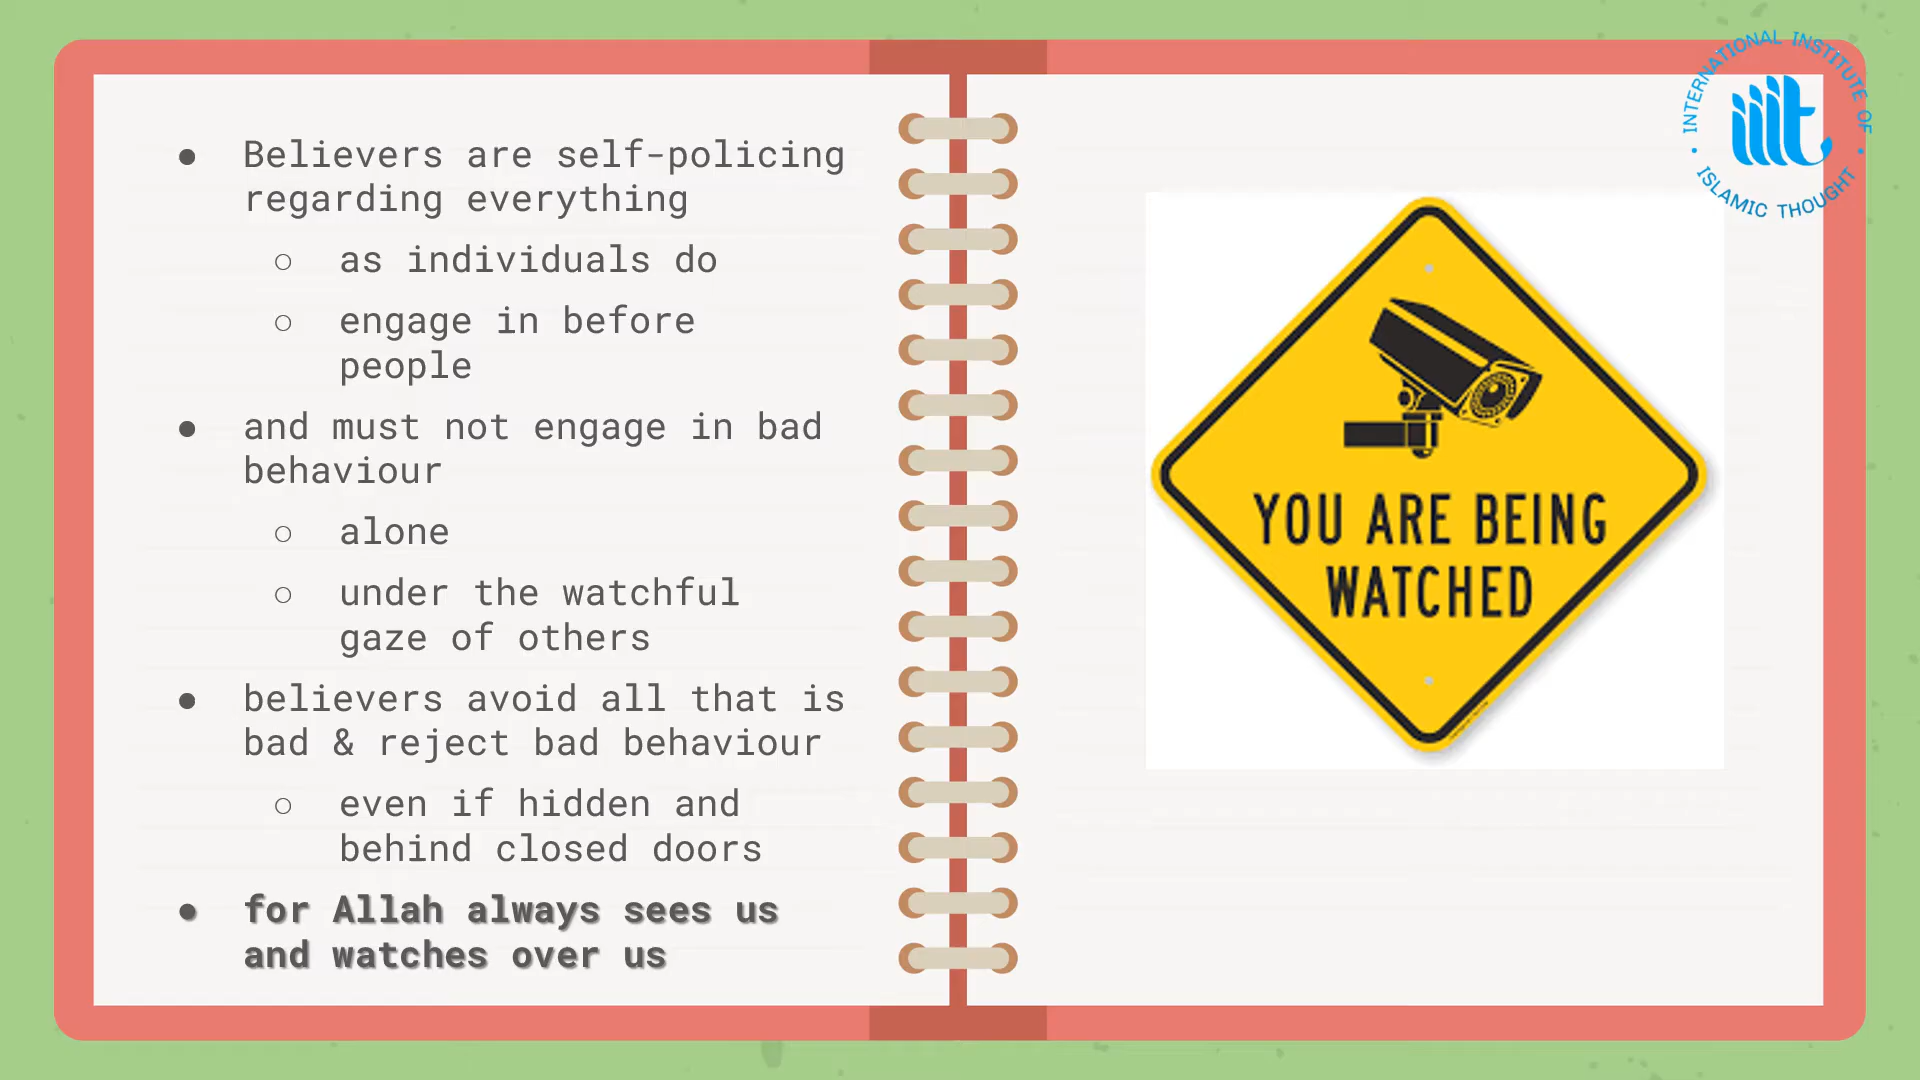 ● Believers are self-policing
regarding everything
○ as individuals do
○ engage in before
people
● and must not engage in bad
behaviour
○ alone
○ under the watchful
gaze of others
● believers avoid all that is
bad & reject bad behaviour
○ even if hidden and
behind closed doors
● for Allah always sees us
and watches over us
INTERNATIONAL INSTITUTE OF
iiit
• ISLAMIC THOUGHT •
YOU ARE BEING
WATCHED